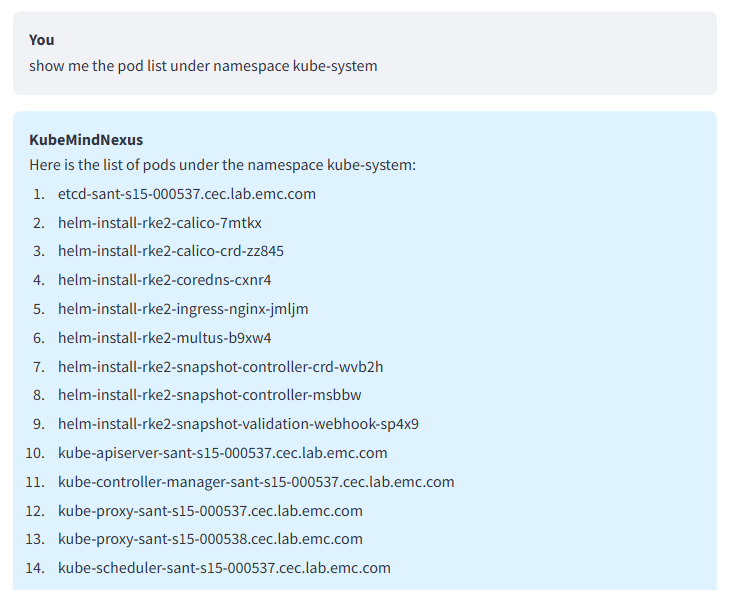 You
show me the pod list under namespace kube-system
KubeMindNexus
Here is the list of pods under the namespace kube-system:
1. etcd-sant-s15-000537.cec.lab.emc.com
2. helm-install-rke2-calico-7mtkx
3. helm-install-rke2-calico-crd-zz845
4. helm-install-rke2-coredns-cxnr4
5. helm-install-rke2-ingress-nginx-jmljm
6. helm-install-rke2-multus-b9xw4
7. helm-install-rke2-snapshot-controller-crd-wvb2h
8. helm-install-rke2-snapshot-controller-msbbw
9. helm-install-rke2-snapshot-validation-webhook-sp4x9
10. kube-apiserver-sant-s15-000537.cec.lab.emc.com
11. kube-controller-manager-sant-s15-000537.cec.lab.emc.com
12. kube-proxy-sant-s15-000537.cec.lab.emc.com
13. kube-proxy-sant-s15-000538.cec.lab.emc.com
14. kube-scheduler-sant-s15-000537.cec.lab.emc.com